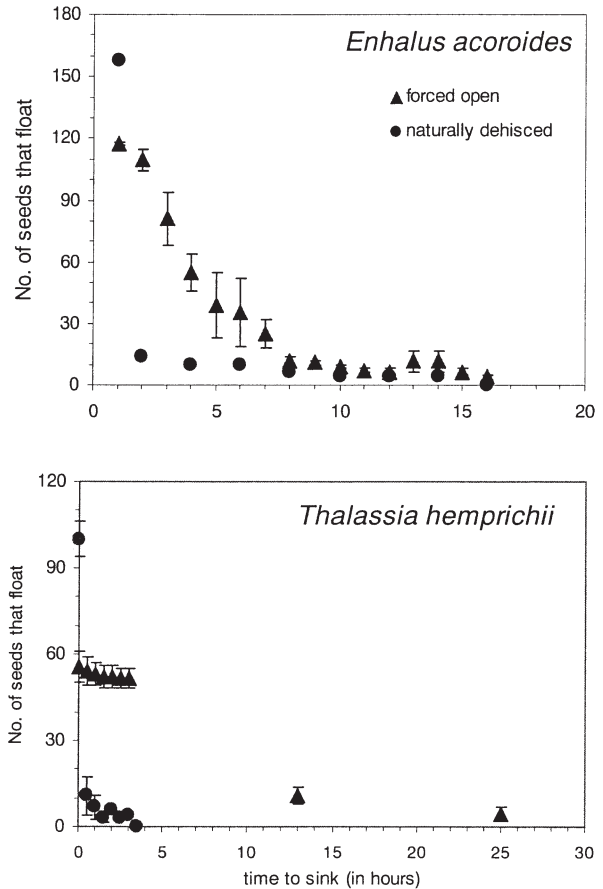 180
Enhalus acoroides
150
forced open
120
naturally dehisced
No. of seeds that float
90
60
30
0
0 5 10 15 20
120
Thalassia hemprichii
90
No. of seeds that float
60
30
0
0 5 10 15 20 25 30
time to sink (in hours)